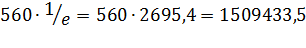 560 · 1/e = 560 · 2695,4 = 1509433,5